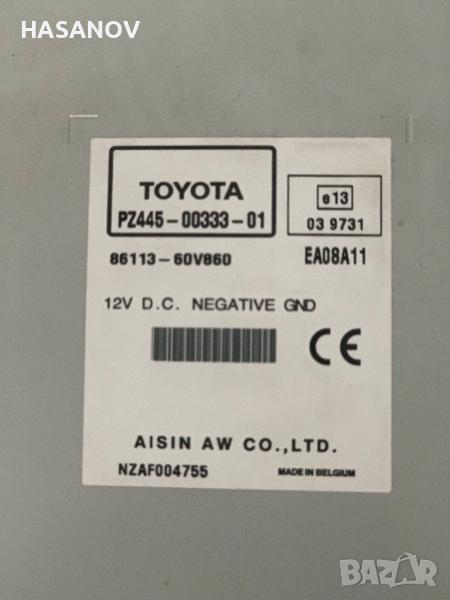 HASANOV
TOYOTA
PZ445-00333-01
e13
03 9731
86113-60V860
EA08A11
12V D.C. NEGATIVE GND
CE
AISIN AW CO.,LTD.
NZAF004755
MADE IN BELGIUM
BAZAR